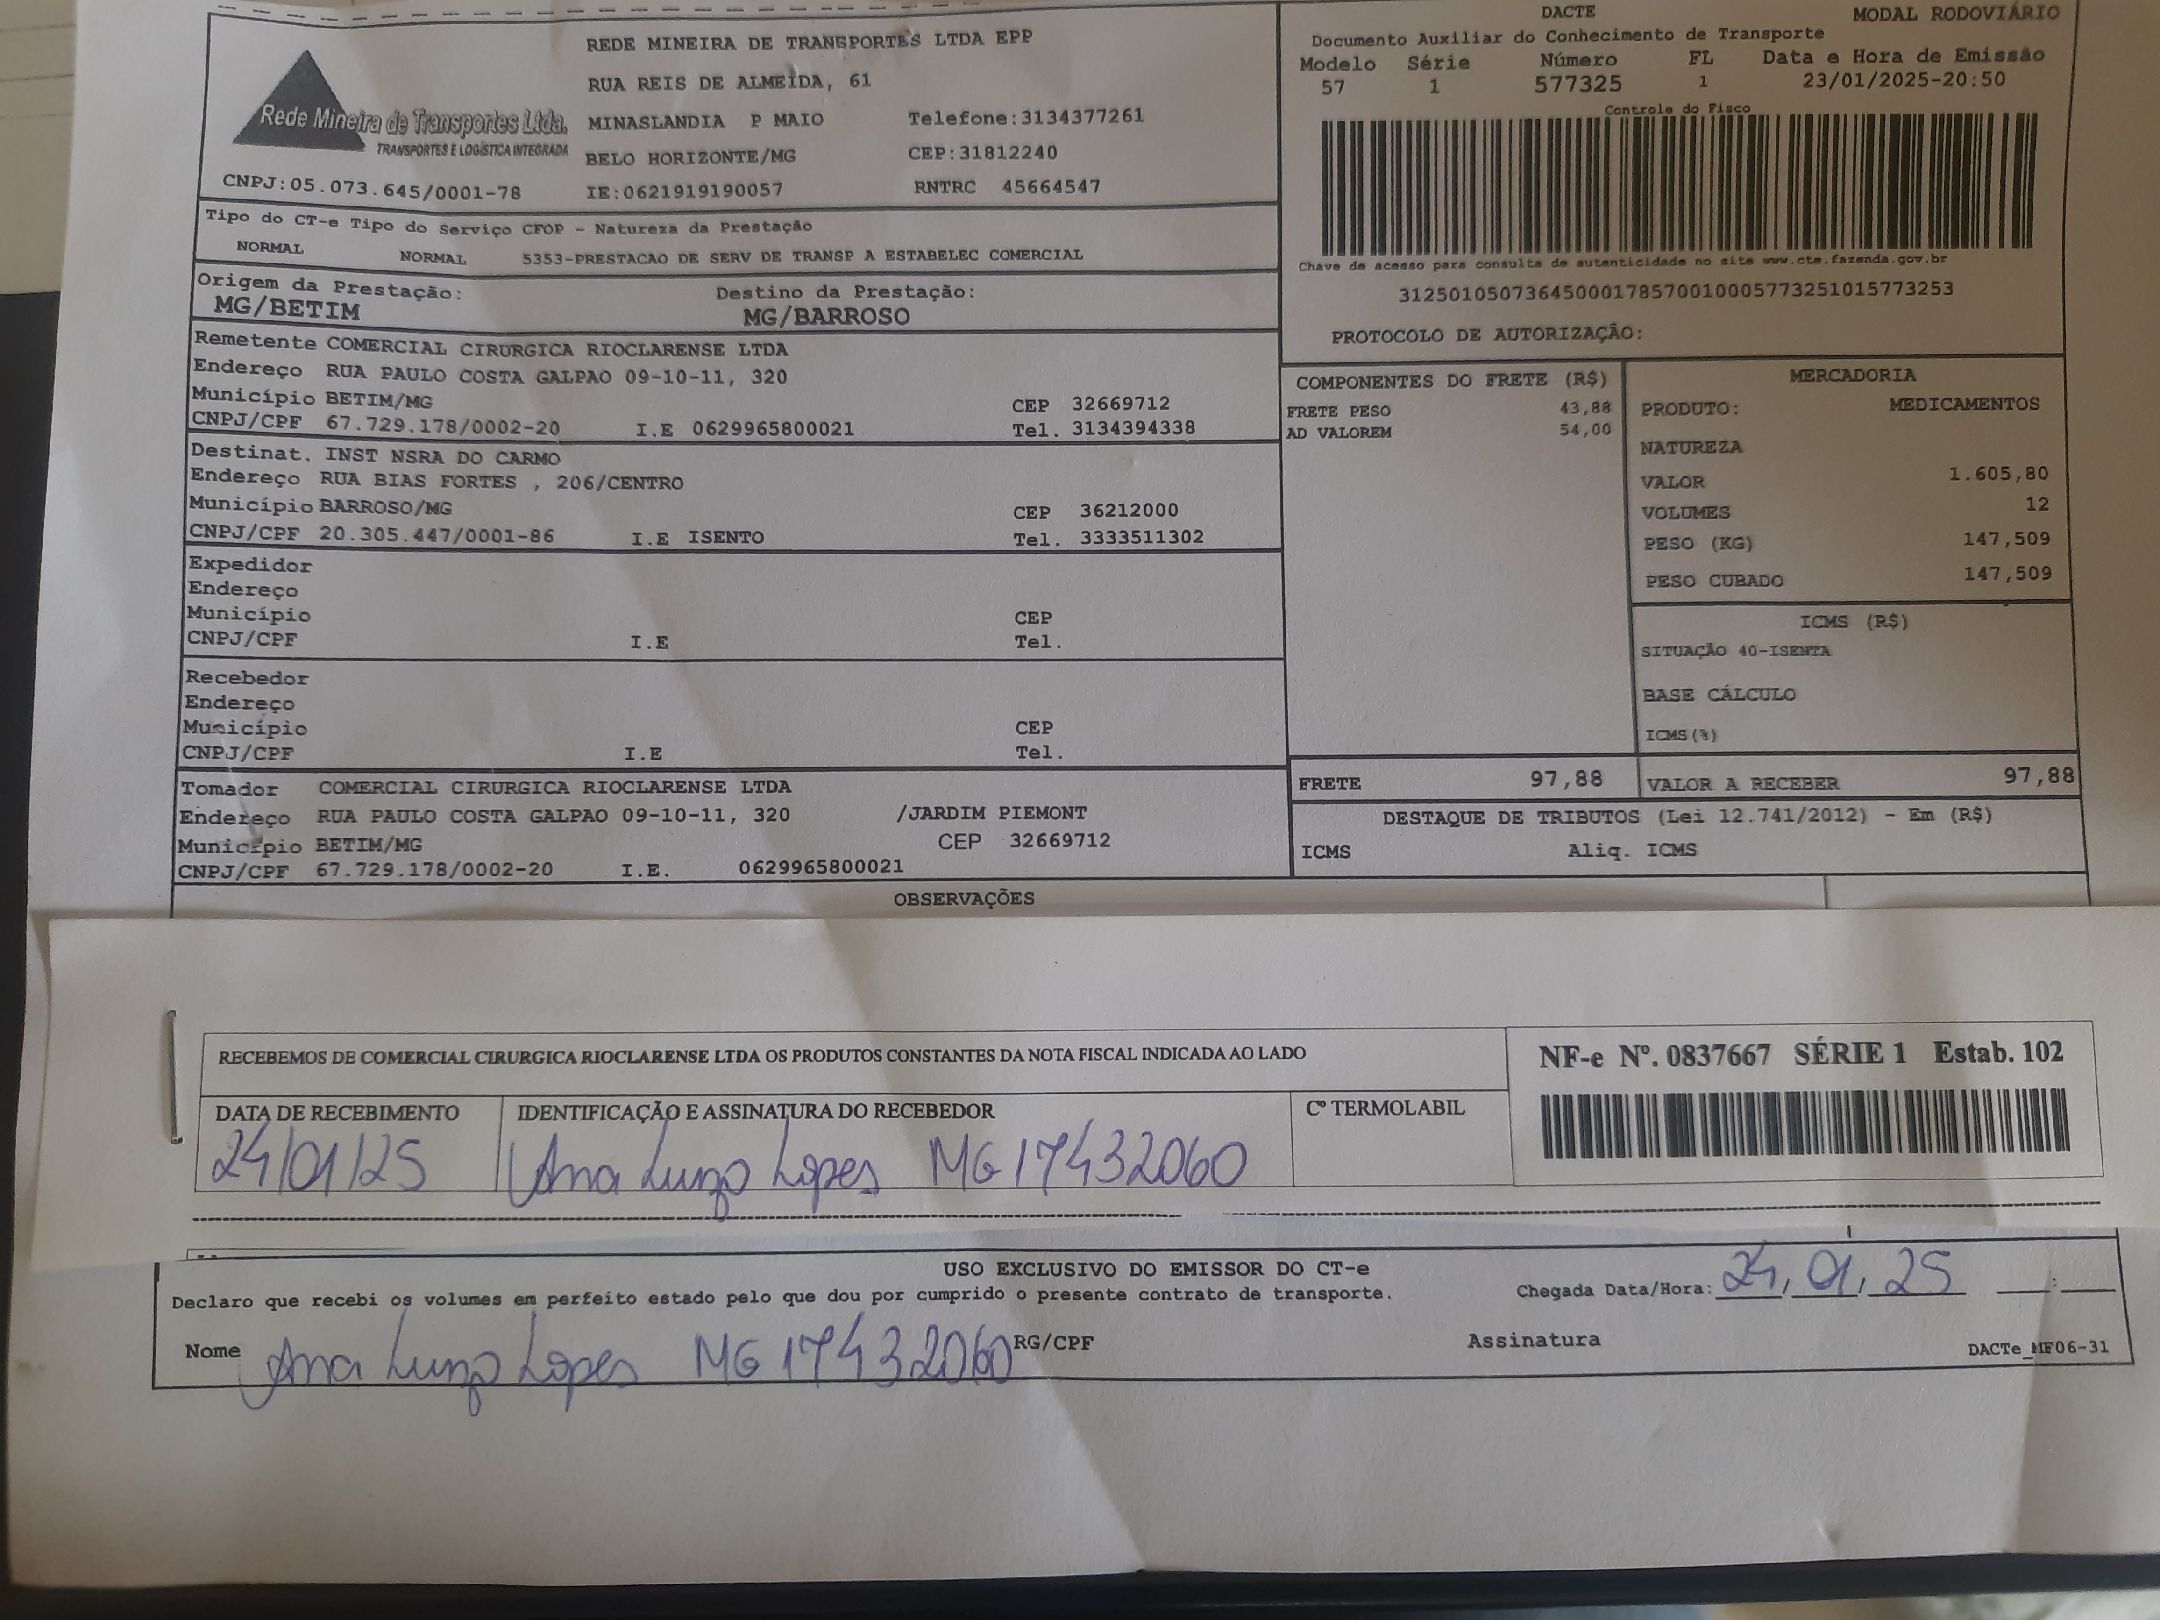 REDE MINEIRA DE TRANSPORTES LTDA EPP
RUA REIS DE ALMEIDA, 61
Rede Mineira de Transportes Ltda.
TRANSPORTES E LOGÍSTICA INTEGRADA
MINASLANDIA P MAIO Telefone:3134377261
BELO HORIZONTE/MG CEP:31812240
CNPJ:05.073.645/0001-78 IE:0621919190057 RNTRC 45664547
DACTE MODAL RODOVIÁRIO
Documento Auxiliar do Conhecimento de Transporte
Modelo Série Número FL Data e Hora de Emissão
57 1 577325 1 23/01/2025-20:50
Controle do Fisco
Chave de acesso para consulta de autenticidade no site www.cte.fazenda.gov.br
31250105073645000178570010005773251015773253
PROTOCOLO DE AUTORIZAÇÃO:
Tipo do CT-e Tipo do Serviço CFOP - Natureza da Prestação
NORMAL NORMAL 5353-PRESTACAO DE SERV DE TRANSP A ESTABELEC COMERCIAL
Origem da Prestação: Destino da Prestação:
MG/BETIM MG/BARROSO
Remetente COMERCIAL CIRURGICA RIOCLARENSE LTDA
Endereço RUA PAULO COSTA GALPAO 09-10-11, 320
Município BETIM/MG CEP 32669712
CNPJ/CPF 67.729.178/0002-20 I.E 0629965800021 Tel. 3134394338
Destinat. INST NSRA DO CARMO
Endereço RUA BIAS FORTES , 206/CENTRO
Município BARROSO/MG CEP 36212000
CNPJ/CPF 20.305.447/0001-86 I.E ISENTO Tel. 3333511302
Expedidor
Endereço
Município CEP
CNPJ/CPF I.E Tel.
Recebedor
Endereço
Município CEP
CNPJ/CPF I.E Tel.
Tomador COMERCIAL CIRURGICA RIOCLARENSE LTDA
Endereço RUA PAULO COSTA GALPAO 09-10-11, 320 /JARDIM PIEMONT
Município BETIM/MG CEP 32669712
CNPJ/CPF 67.729.178/0002-20 I.E. 0629965800021
COMPONENTES DO FRETE (R$)
FRETE PESO 43,88
AD VALOREM 54,00
MERCADORIA
PRODUTO: MEDICAMENTOS
NATUREZA
VALOR 1.605,80
VOLUMES 12
PESO (KG) 147,509
PESO CUBADO 147,509
ICMS (R$)
SITUAÇÃO 40-ISENTA
BASE CÁLCULO
ICMS(%)
FRETE 97,88 VALOR A RECEBER 97,88
DESTAQUE DE TRIBUTOS (Lei 12.741/2012) - Em (R$)
ICMS Aliq. ICMS
OBSERVAÇÕES
RECEBEMOS DE COMERCIAL CIRURGICA RIOCLARENSE LTDA OS PRODUTOS CONSTANTES DA NOTA FISCAL INDICADA AO LADO
NF-e Nº. 0837667 SÉRIE 1 Estab. 102
DATA DE RECEBIMENTO IDENTIFICAÇÃO E ASSINATURA DO RECEBEDOR Cº TERMOLABIL
24/01/25 Ana Luiza Lopes MG17432060
USO EXCLUSIVO DO EMISSOR DO CT-e
Declaro que recebi os volumes em perfeito estado pelo que dou por cumprido o presente contrato de transporte. Chegada Data/Hora: 24, 01, 25 :
Nome Ana Luiza Lopes MG17432060 RG/CPF Assinatura DACTe_MF06-31